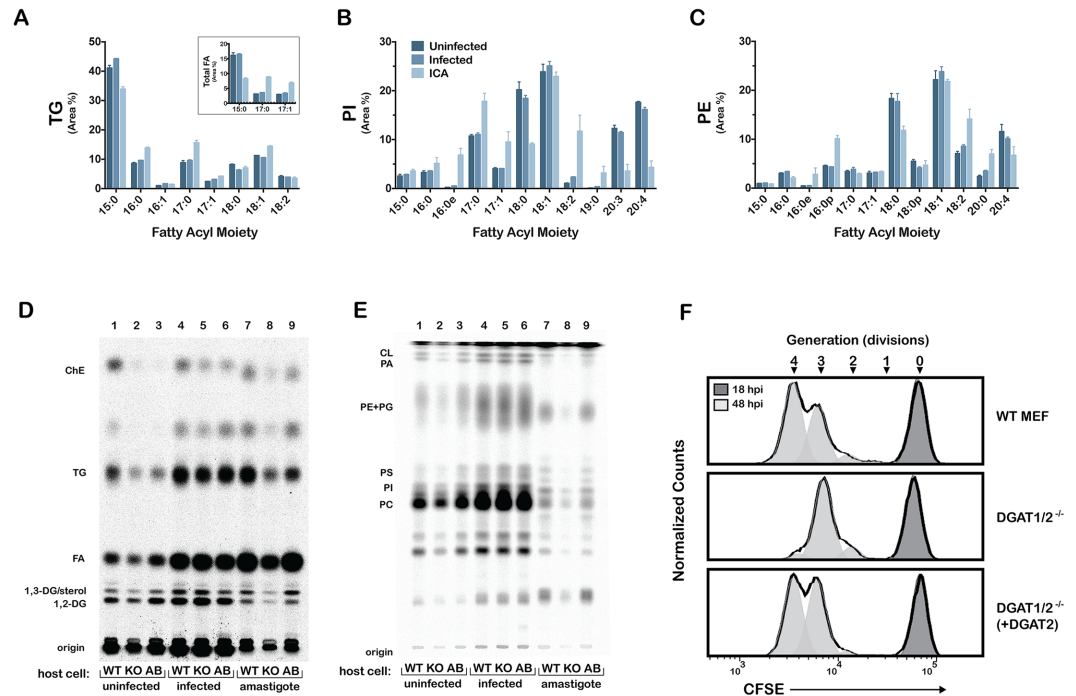 A
50
40
30
20
10
0
TG
(Area %)
20
15
10
5
0
Total FA
(Area %)
15:0 17:0 17:1
15:0 16:0 16:1 17:0 17:1 18:0 18:1 18:2
Fatty Acyl Moiety
B
30
20
10
0
PI
(Area %)
Uninfected
Infected
ICA
15:0 16:0 16:0e 17:0 17:1 18:0 18:1 18:2 19:0 20:3 20:4
Fatty Acyl Moiety
C
30
20
10
0
PE
(Area %)
15:0 16:0 16:0e 16:0p 17:0 17:1 18:0 18:0p 18:1 18:2 20:0 20:4
Fatty Acyl Moiety
D
1 2 3 4 5 6 7 8 9
ChE
TG
FA
1,3-DG/sterol
1,2-DG
origin
host cell: WT KO AB WT KO AB WT KO AB
uninfected infected amastigote
E
1 2 3 4 5 6 7 8 9
CL
PA
PE+PG
PS
PI
PC
origin
host cell: WT KO AB WT KO AB WT KO AB
uninfected infected amastigote
F
Generation (divisions)
4 3 2 1 0
18 hpi
48 hpi
WT MEF
DGAT1/2 -/-
DGAT1/2 -/-
(+DGAT2)
Normalized Counts
10³ 10⁴ 10⁵
CFSE